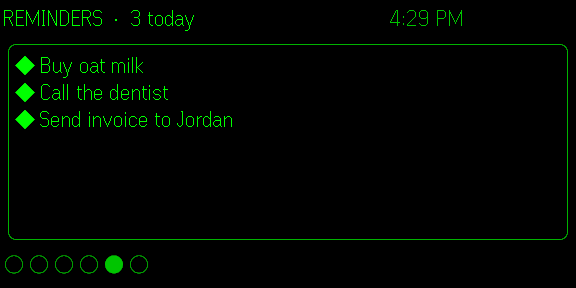 REMINDERS · 3 today 4:29 PM
Buy oat milk
Call the dentist
Send invoice to Jordan